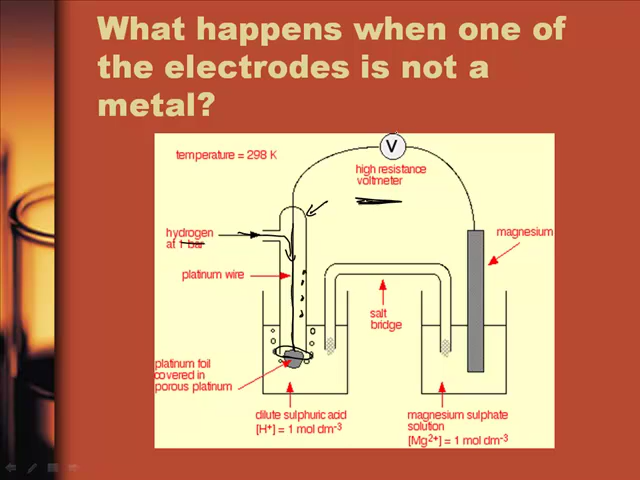 What happens when one of
the electrodes is not a
metal?
temperature = 298 K
V
high resistance
voltmeter
hydrogen
at 1 bar
magnesium
platinum wire
salt
bridge
platinum foil
covered in
porous platinum
dilute sulphuric acid
[H⁺] = 1 mol dm⁻³
magnesium sulphate
solution
[Mg²⁺] = 1 mol dm⁻³